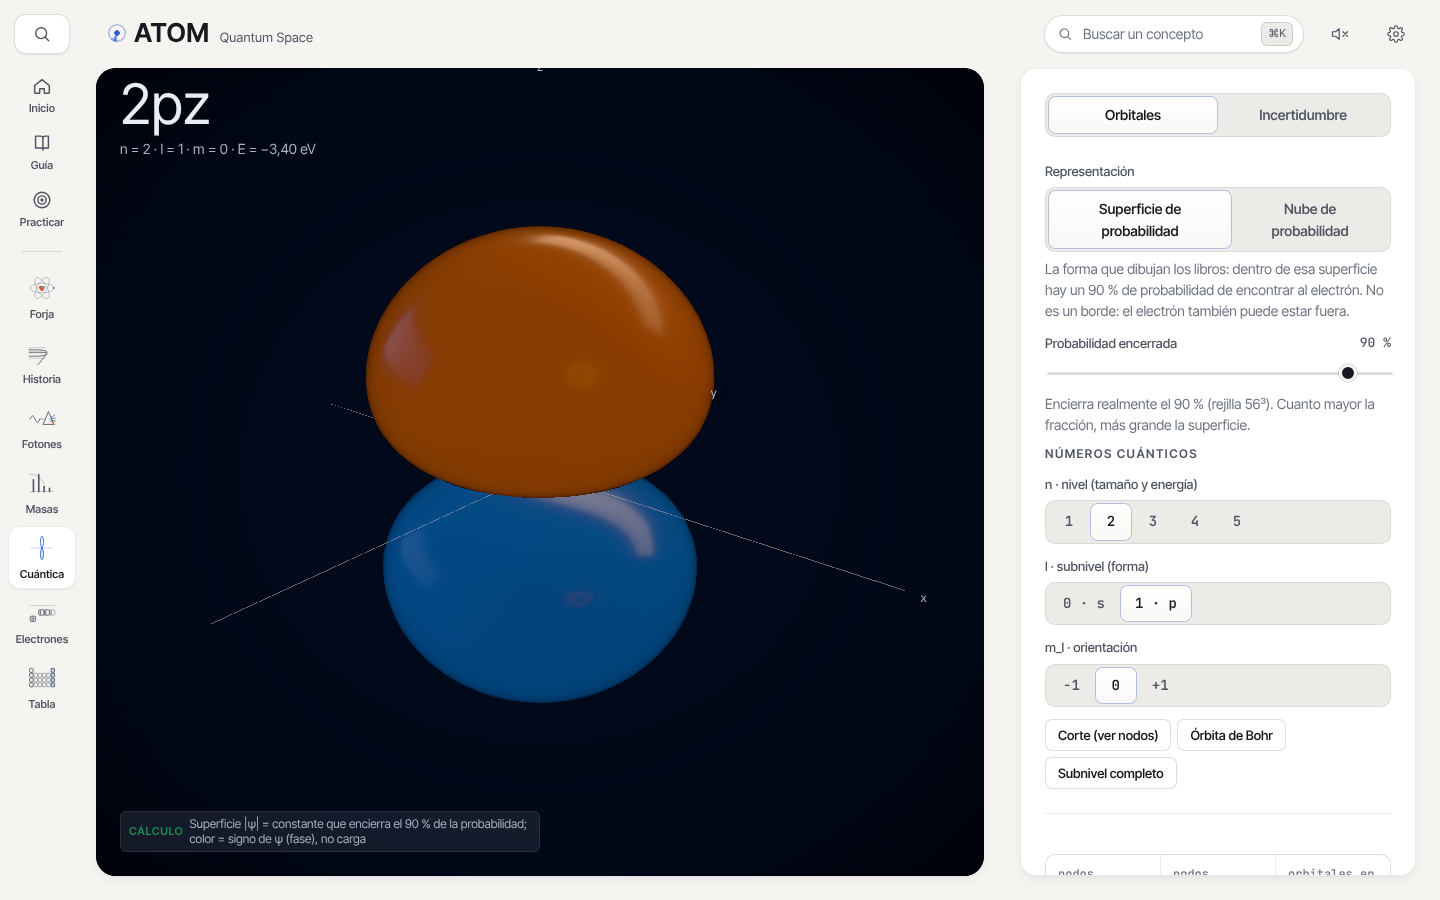 ATOM Quantum Space
Buscar un concepto ⌘K
Inicio
Guía
Practicar
Forja
Historia
Fotones
Masas
Cuántica
Electrones
Tabla
z
2pz
n = 2 · l = 1 · m = 0 · E = −3,40 eV
y
x
CÁLCULO
Superficie |ψ| = constante que encierra el 90 % de la probabilidad;
color = signo de ψ (fase), no carga
Orbitales Incertidumbre
Representación
Superficie de
probabilidad
Nube de
probabilidad
La forma que dibujan los libros: dentro de esa superficie
hay un 90 % de probabilidad de encontrar al electrón. No
es un borde: el electrón también puede estar fuera.
Probabilidad encerrada 90 %
Encierra realmente el 90 % (rejilla 56³). Cuanto mayor la
fracción, más grande la superficie.
NÚMEROS CUÁNTICOS
n · nivel (tamaño y energía)
1 2 3 4 5
l · subnivel (forma)
0 · s 1 · p
m_l · orientación
-1 0 +1
Corte (ver nodos) Órbita de Bohr
Subnivel completo
nodos nodos orbitales en